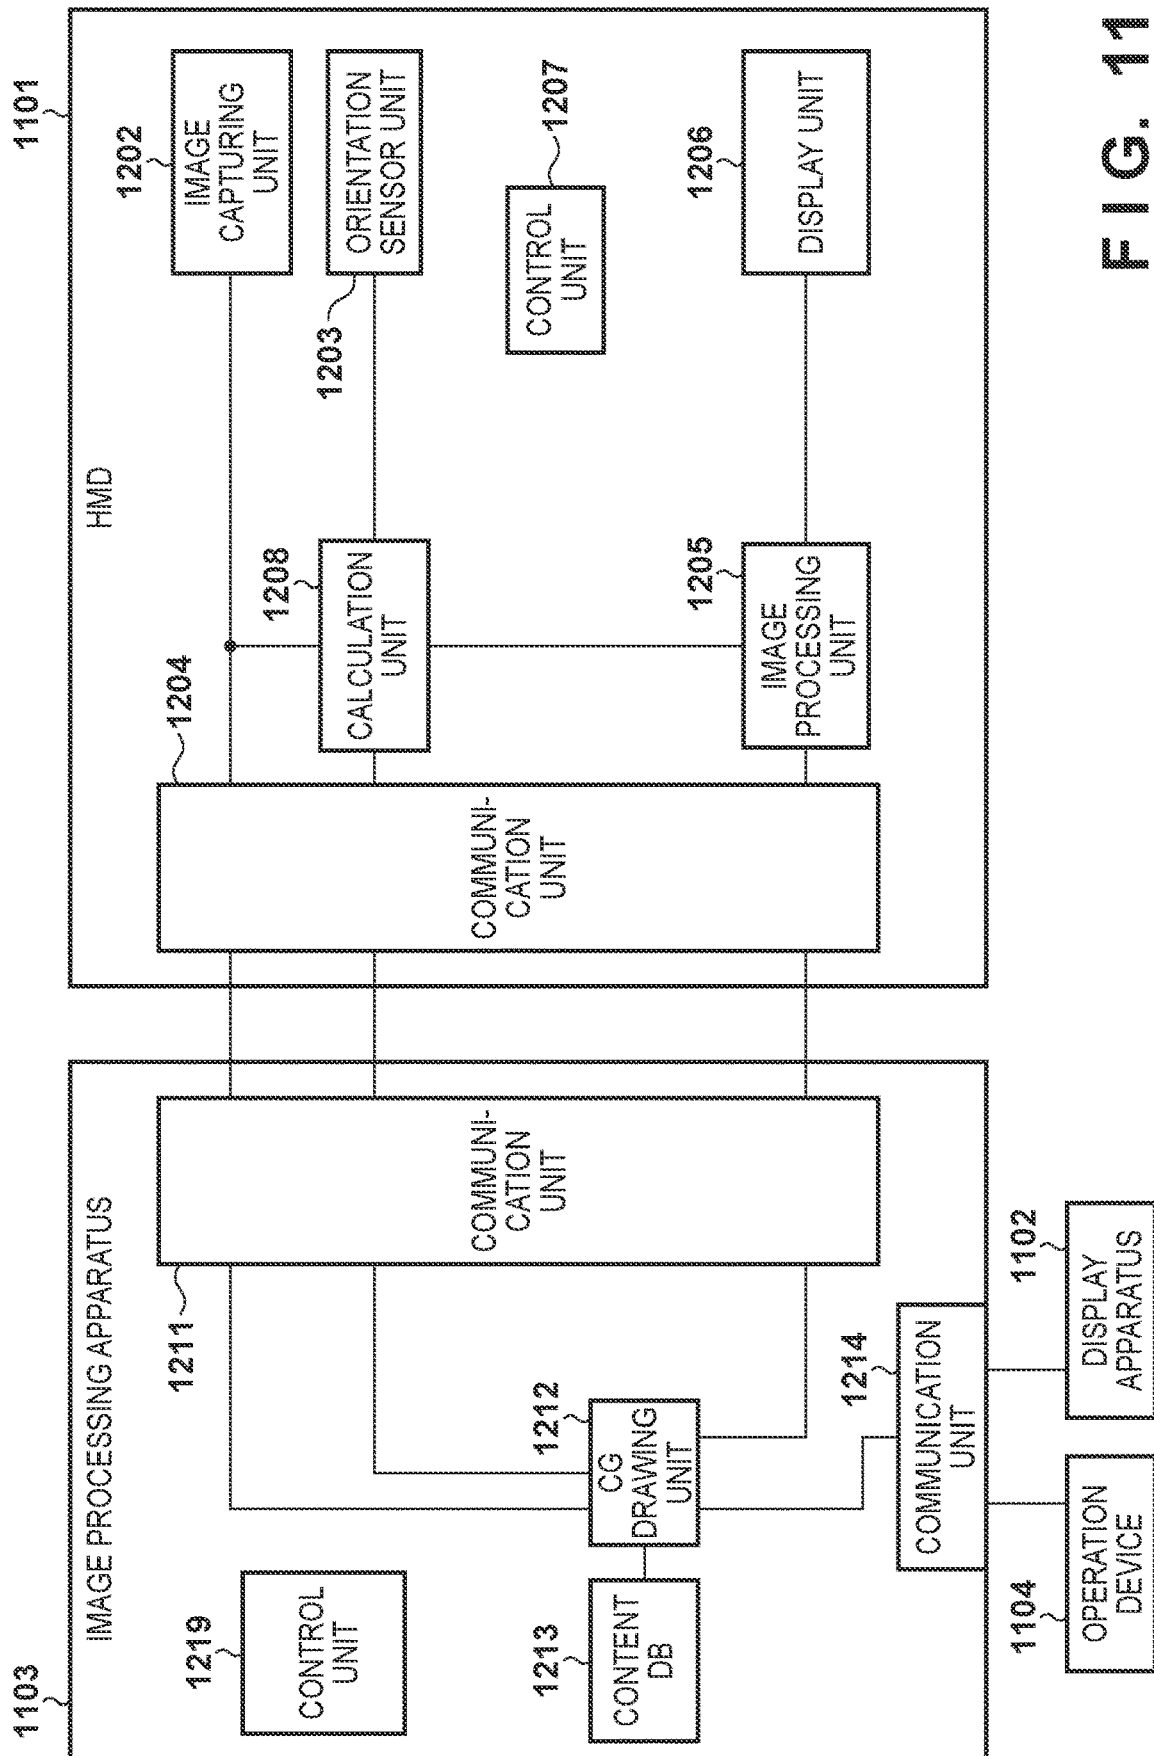 1103
IMAGE PROCESSING APPARATUS
1219
CONTROL
UNIT
1213
CONTENT
DB
1212
CG
DRAWING
UNIT
1211
COMMUNI-
CATION
UNIT
1214
COMMUNICATION
UNIT
1104
OPERATION
DEVICE
1102
DISPLAY
APPARATUS
1101
HMD
1204
COMMUNI-
CATION
UNIT
1208
CALCULATION
UNIT
1205
IMAGE
PROCESSING
UNIT
1202
IMAGE
CAPTURING
UNIT
1203
ORIENTATION
SENSOR UNIT
1207
CONTROL
UNIT
1206
DISPLAY UNIT
FIG. 11